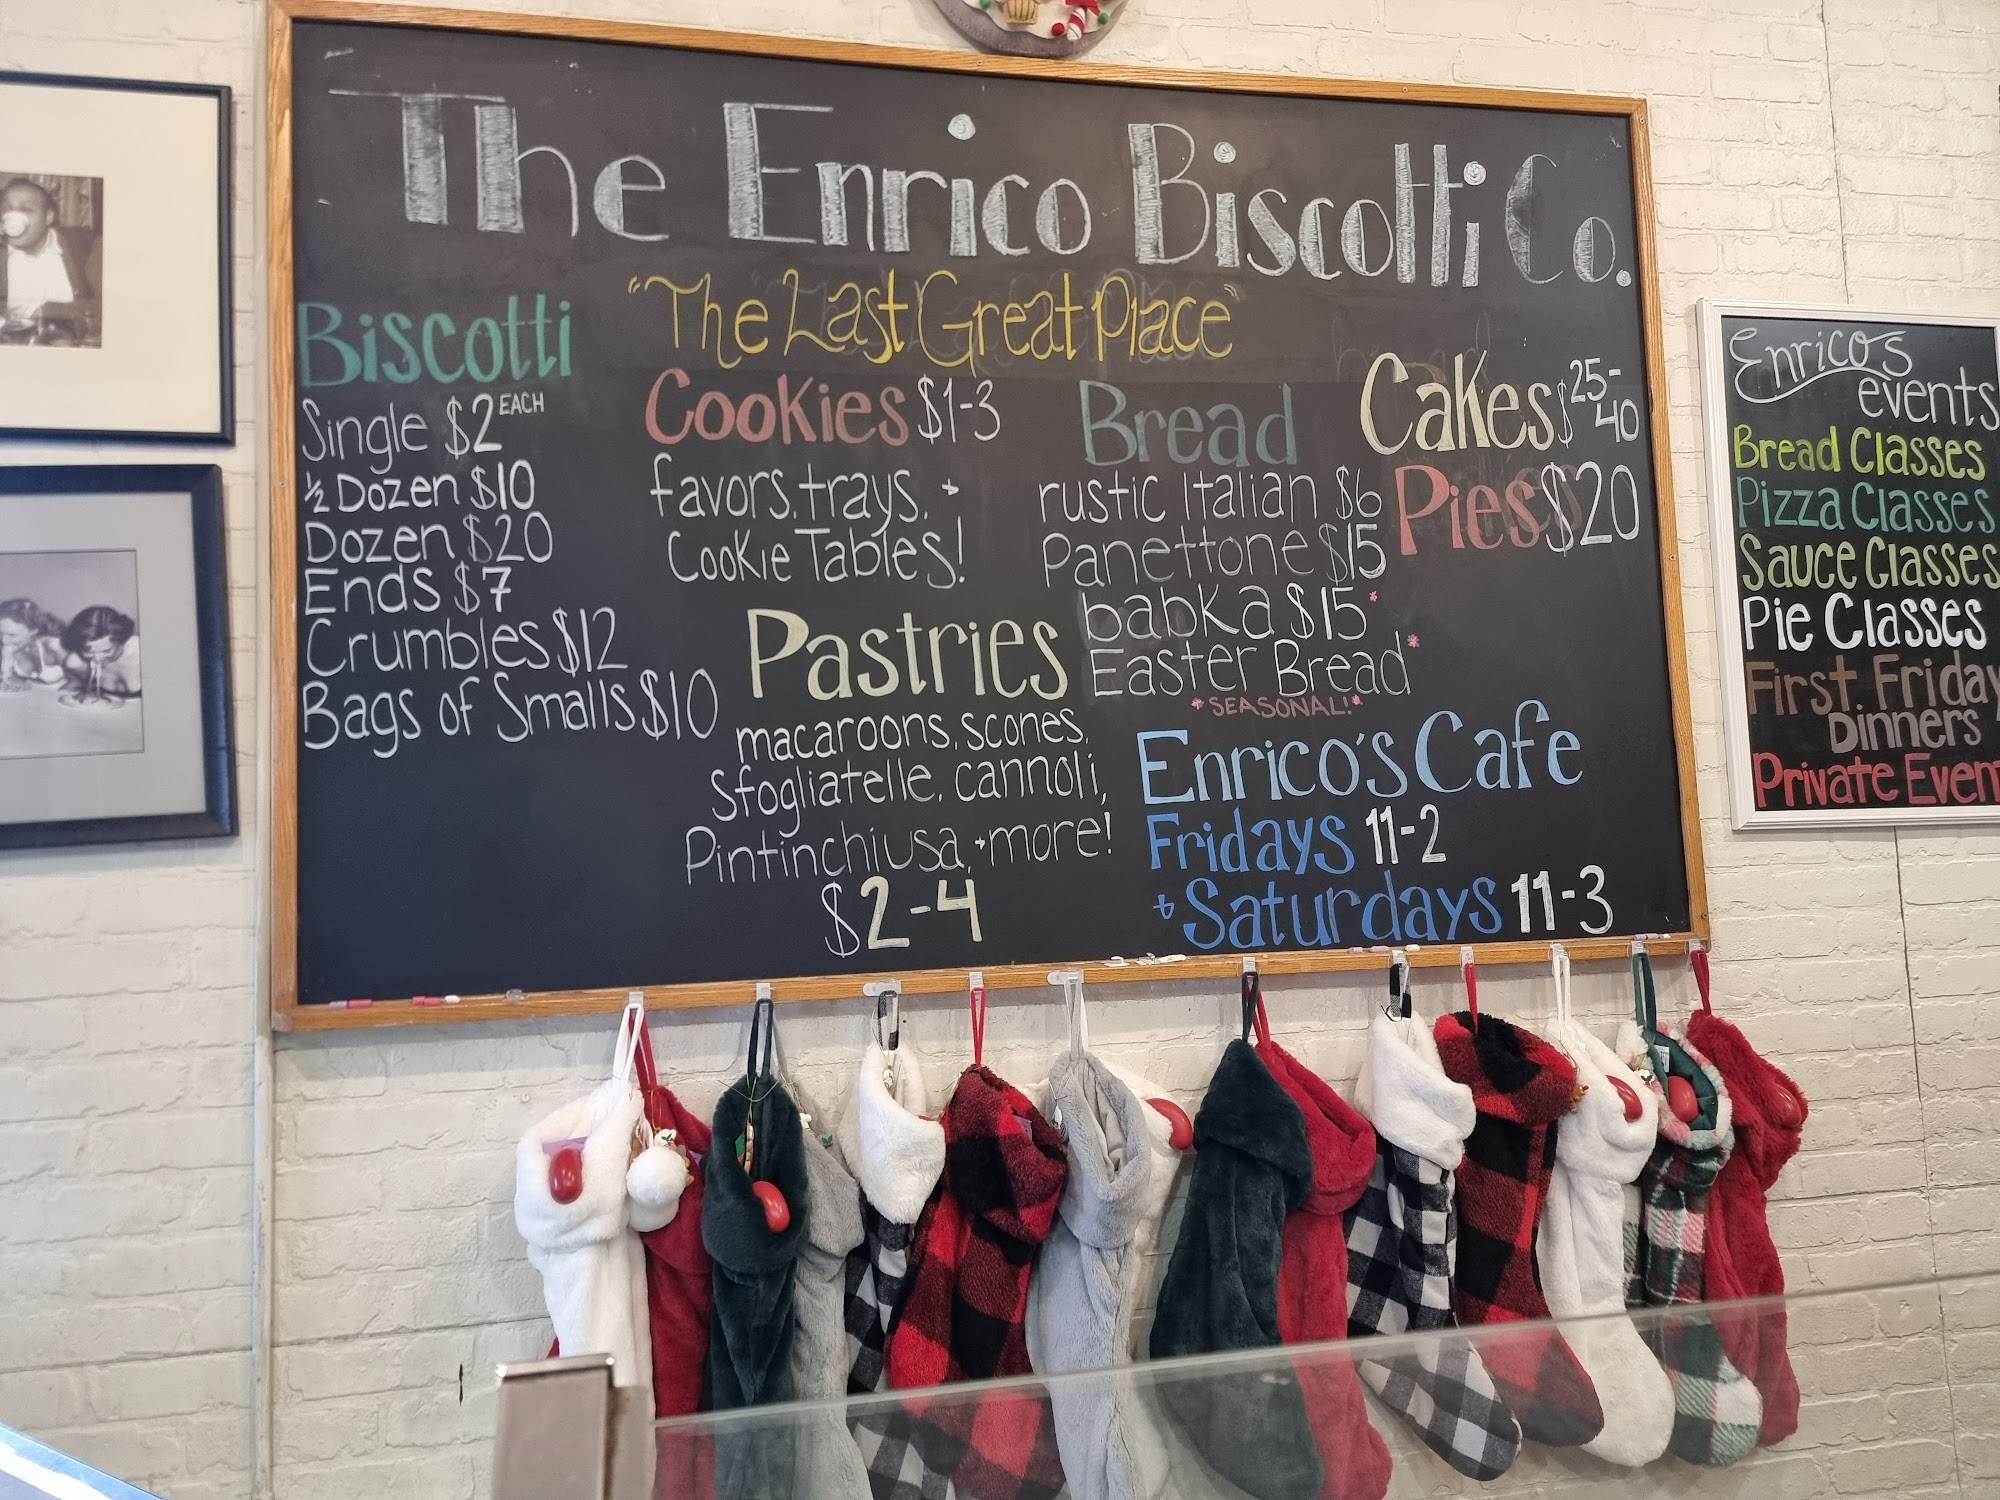 The Enrico Biscotti Co.
"The Last Great Place"
Biscotti
Single $2 EACH
½ Dozen $10
Dozen $20
Ends $7
Crumbles $12
Bags of Smalls $10
Cookies $1-3
favors, trays, +
Cookie Tables!
Pastries
macaroons, scones,
Sfogliatelle, cannoli,
Pintinchiusa, + more!
$2-4
Bread
rustic Italian $6
Panettone $15
babka $15*
Easter Bread*
*SEASONAL!*
Cakes $25-40
Pies $20
Enrico's Cafe
Fridays 11-2
+ Saturdays 11-3
Enrico's
events
Bread Classes
Pizza Classes
Sauce Classes
Pie Classes
First Friday
Dinners
Private Even